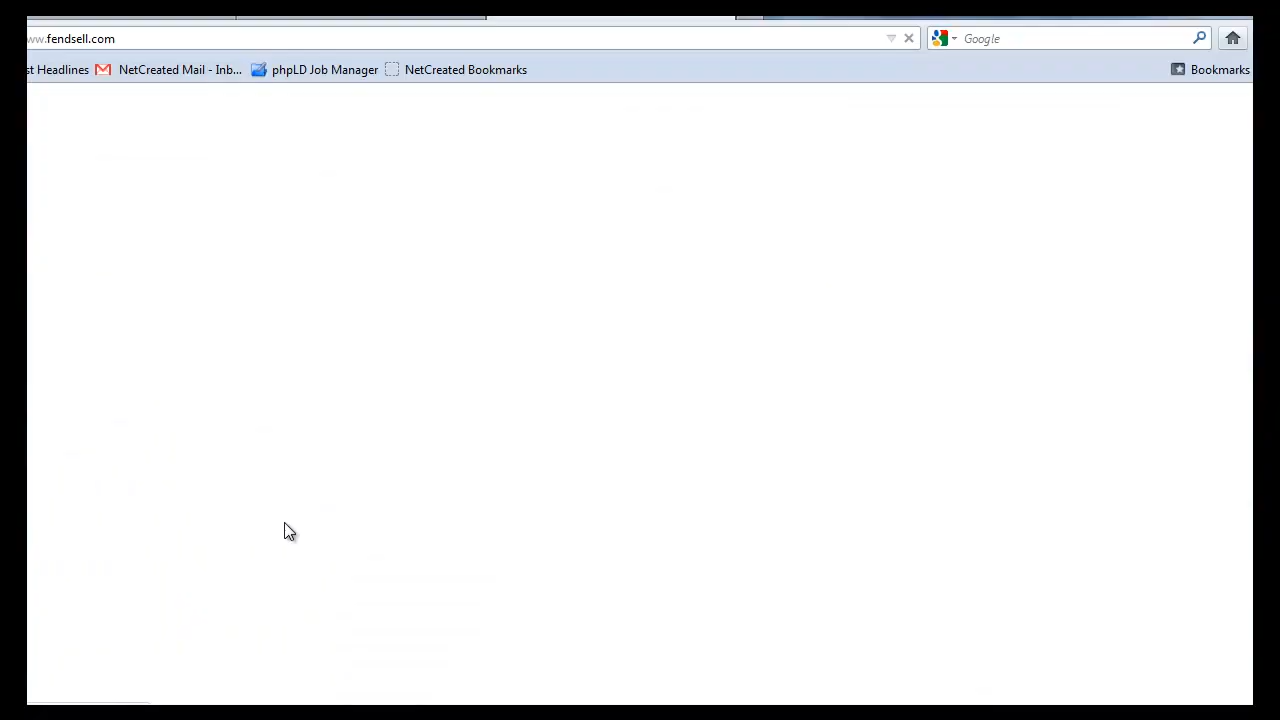 ww.fendsell.com
Google
st Headlines
NetCreated Mail - Inb...
phpLD Job Manager
NetCreated Bookmarks
Bookmarks